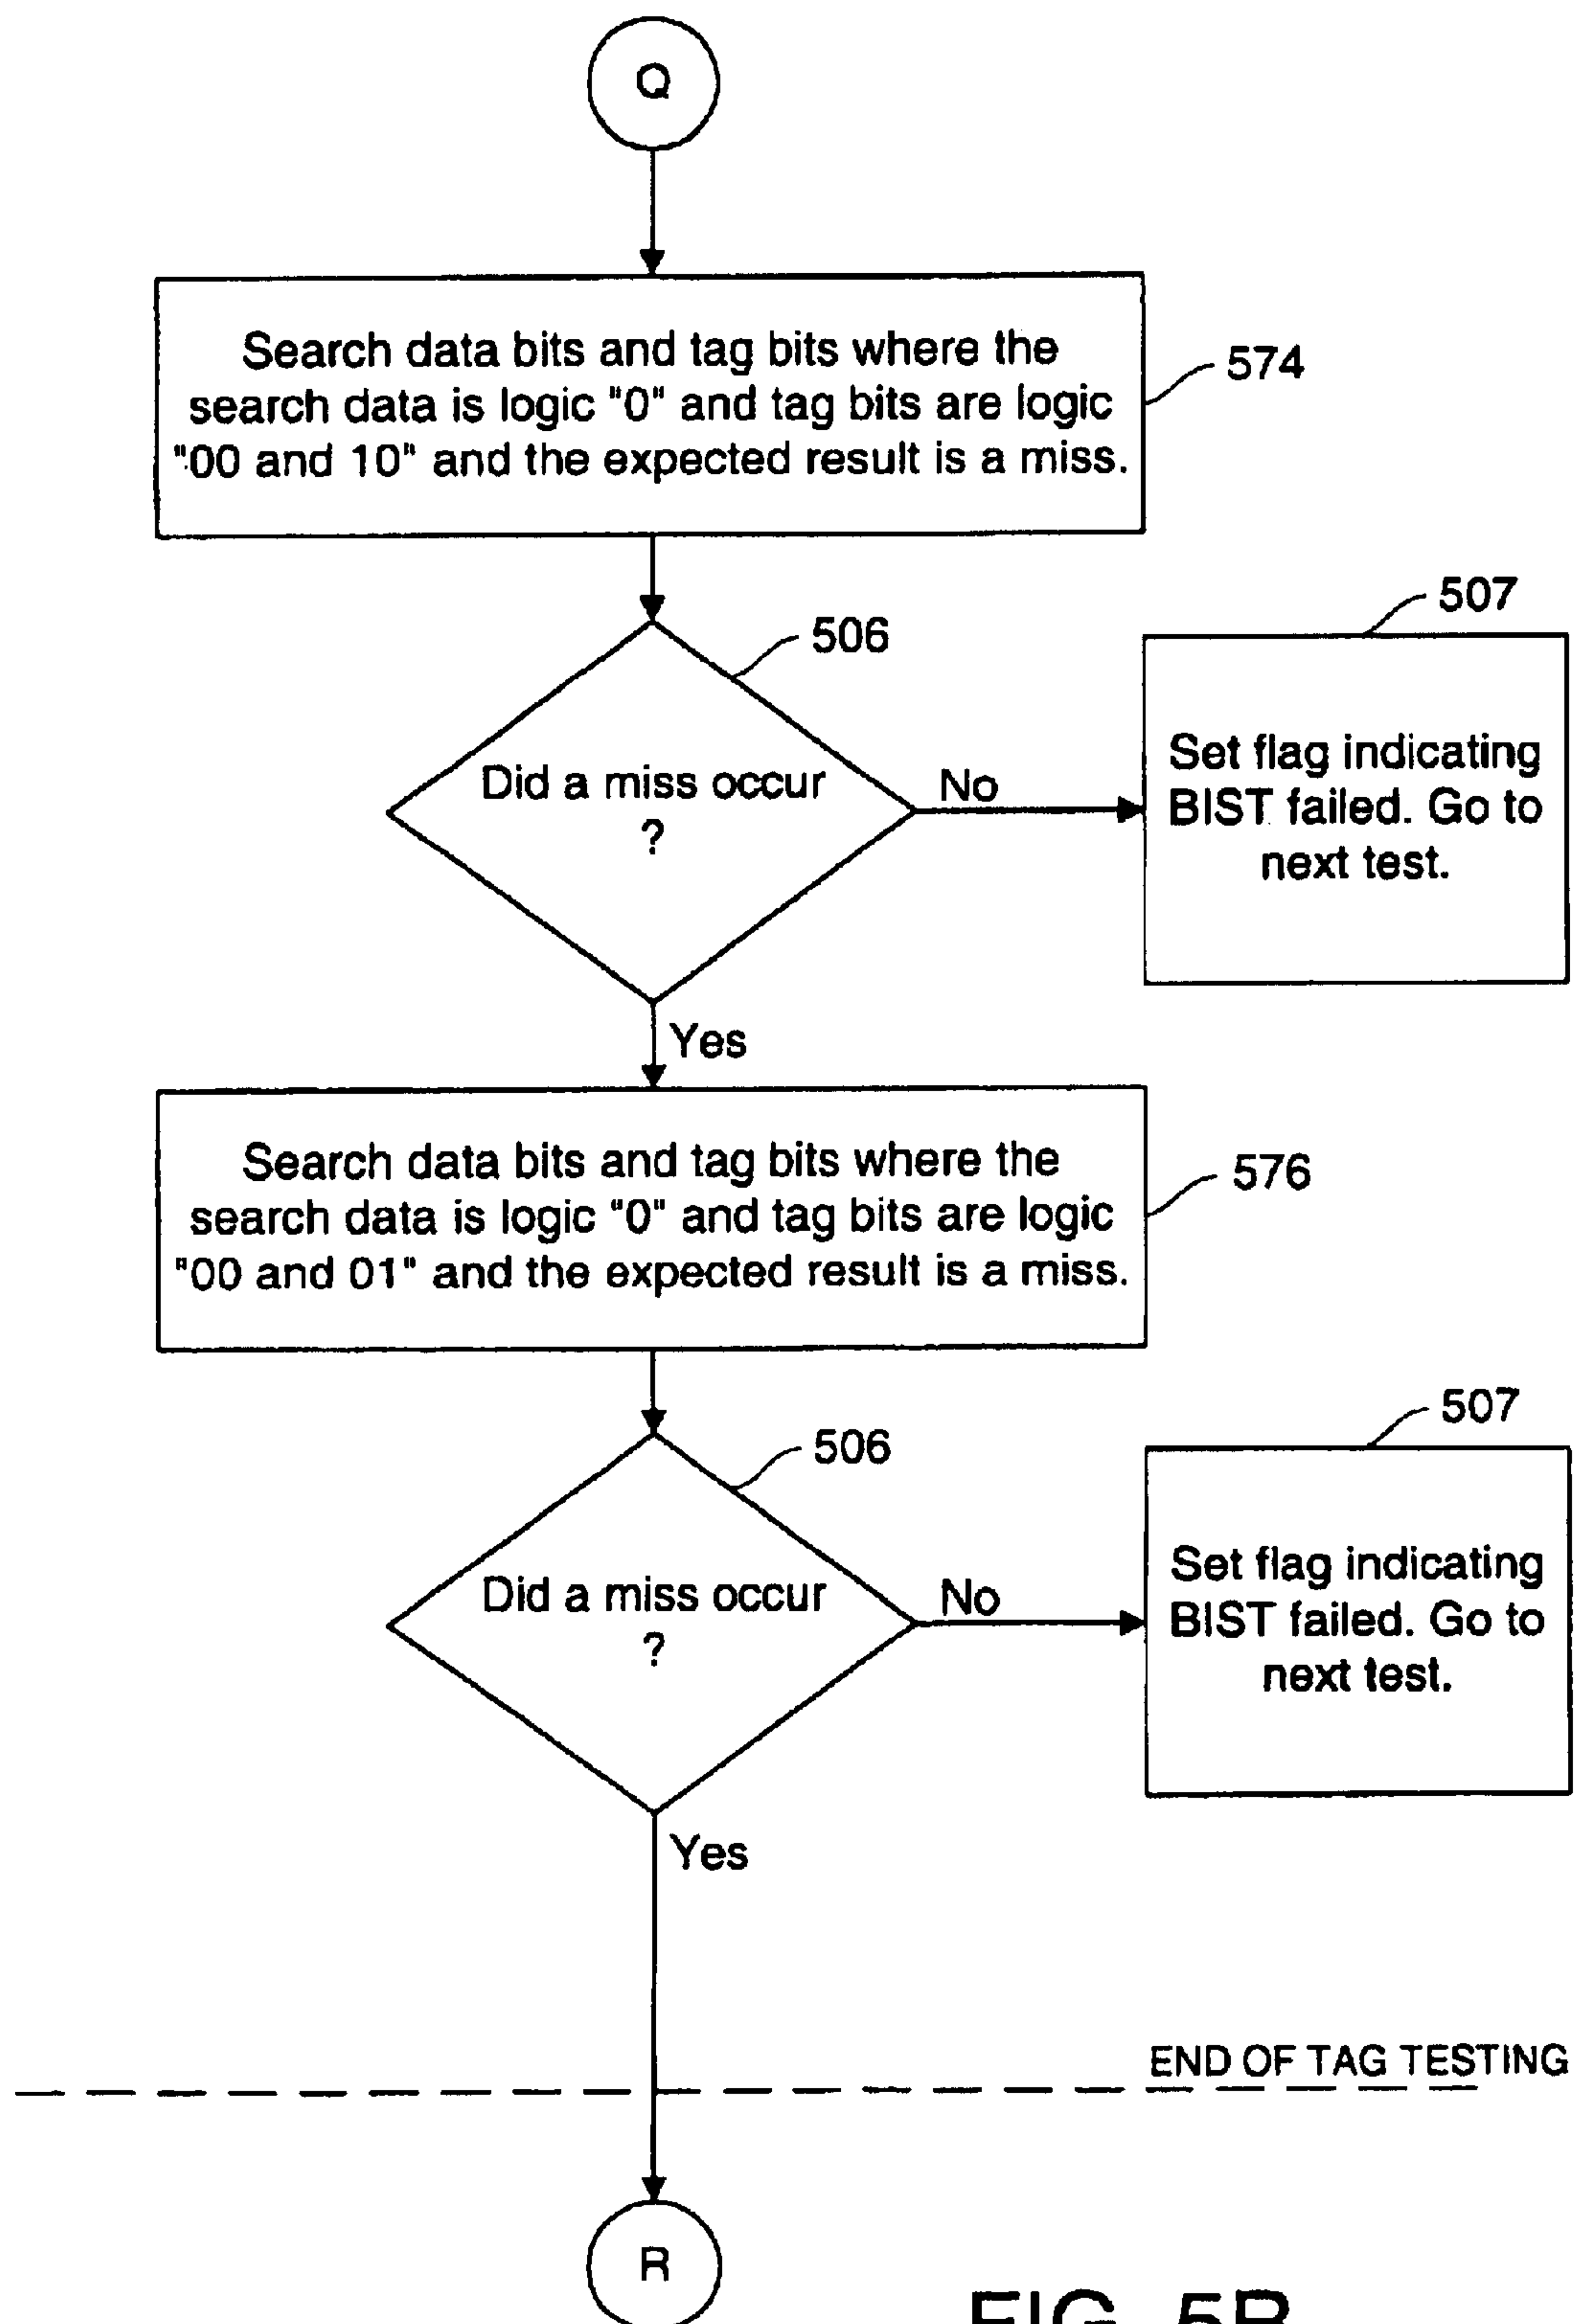 Q
Search data bits and tag bits where the
search data is logic "0" and tag bits are logic
"00 and 10" and the expected result is a miss.
574
506
507
Did a miss occur
?
No
Set flag indicating
BIST failed. Go to
next test.
Yes
Search data bits and tag bits where the
search data is logic "0" and tag bits are logic
"00 and 01" and the expected result is a miss.
576
506
507
Did a miss occur
?
No
Set flag indicating
BIST failed. Go to
next test.
Yes
END OF TAG TESTING
R
FIG.